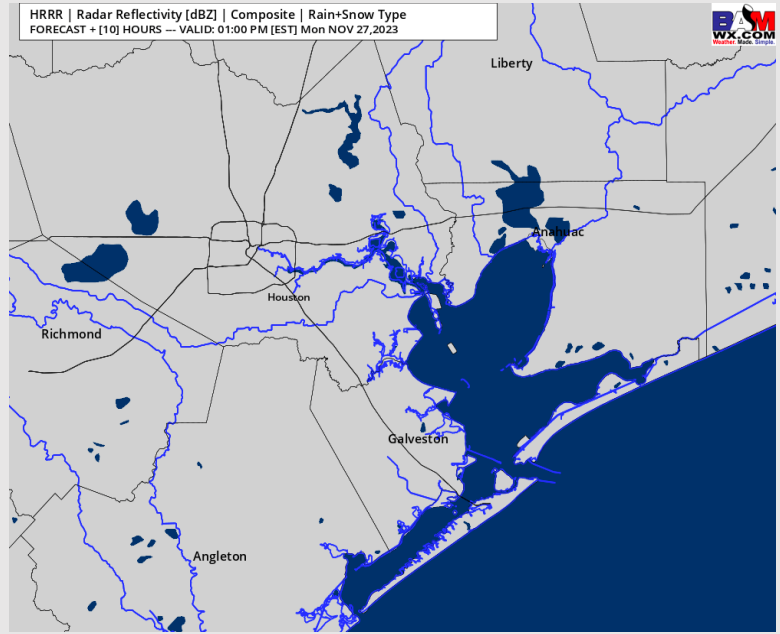 HRRR | Radar Reflectivity [dBZ] | Composite | Rain+Snow Type
FORECAST + [10] HOURS --- VALID: 01:00 PM [EST] Mon NOV 27,2023
BAM
WX.COM
Weather. Made. Simple.
Liberty
Anahuac
Houston
Richmond
Galveston
Angleton